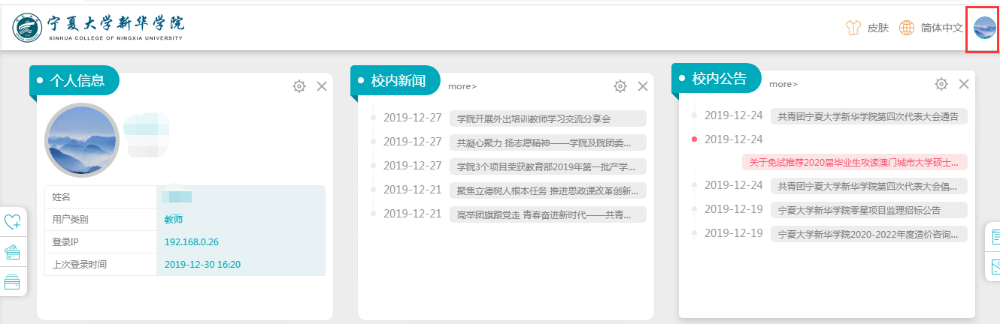 宁夏大学新华学院
XINHUA COLLEGE OF NINGXIA UNIVERSITY
皮肤
简体中文
个人信息
姓名
用户类别 教师
登录IP 192.168.0.26
上次登录时间 2019-12-30 16:20
校内新闻 more>
2019-12-27 学院开展外出培训教师学习交流分享会
2019-12-27 共凝心聚力 扬志愿精神——学院及院团委...
2019-12-27 学院3个项目荣获教育部2019年第一批产学...
2019-12-21 聚焦立德树人根本任务 推进思政课改革创新...
2019-12-21 高举团旗跟党走 青春奋进新时代——共青...
校内公告 more>
2019-12-24 共青团宁夏大学新华学院第四次代表大会通告
2019-12-24
关于免试推荐2020届毕业生攻读澳门城市大学硕士...
2019-12-24 共青团宁夏大学新华学院第四次代表大会倡...
2019-12-19 宁夏大学新华学院零星项目监理招标公告
2019-12-19 宁夏大学新华学院2020-2022年度造价咨询...